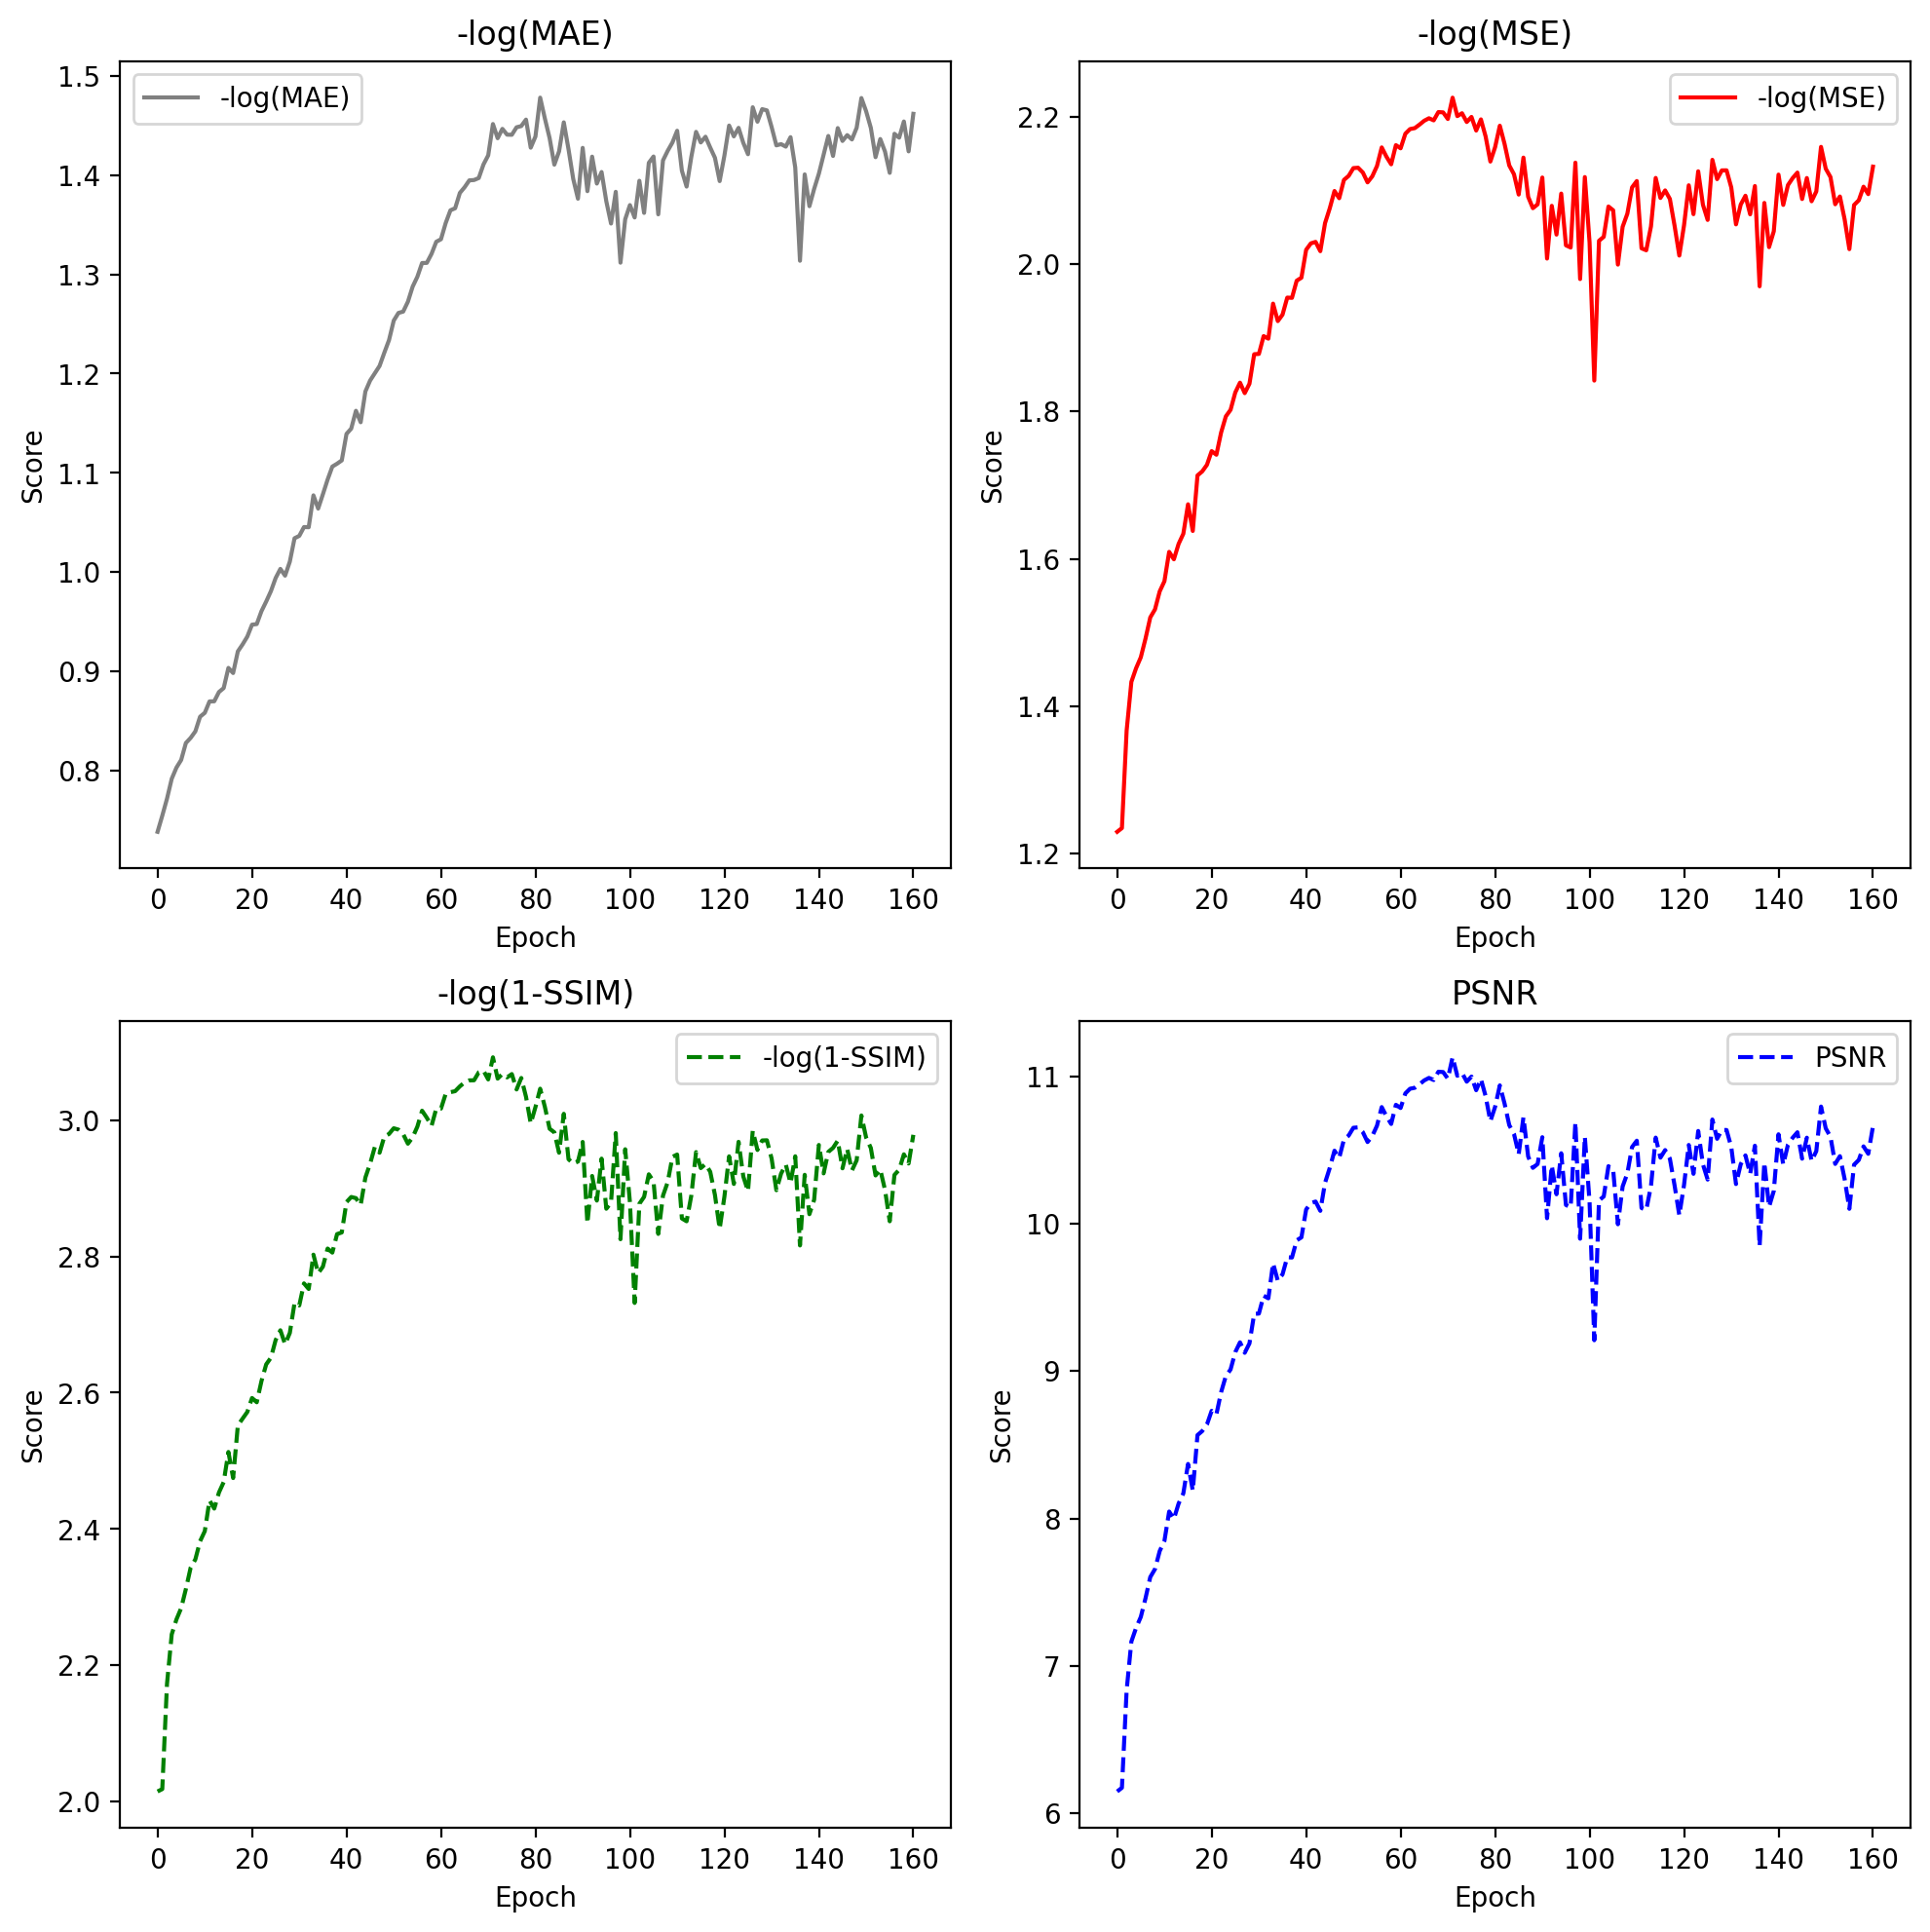 -log(MAE)
-log(MAE)
1.5
1.4
1.3
1.2
1.1
1.0
0.9
0.8
Score
0 20 40 60 80 100 120 140 160
Epoch
-log(MSE)
-log(MSE)
2.2
2.0
1.8
1.6
1.4
1.2
Score
0 20 40 60 80 100 120 140 160
Epoch
-log(1-SSIM)
-log(1-SSIM)
3.0
2.8
2.6
2.4
2.2
2.0
Score
0 20 40 60 80 100 120 140 160
Epoch
PSNR
PSNR
11
10
9
8
7
6
Score
0 20 40 60 80 100 120 140 160
Epoch